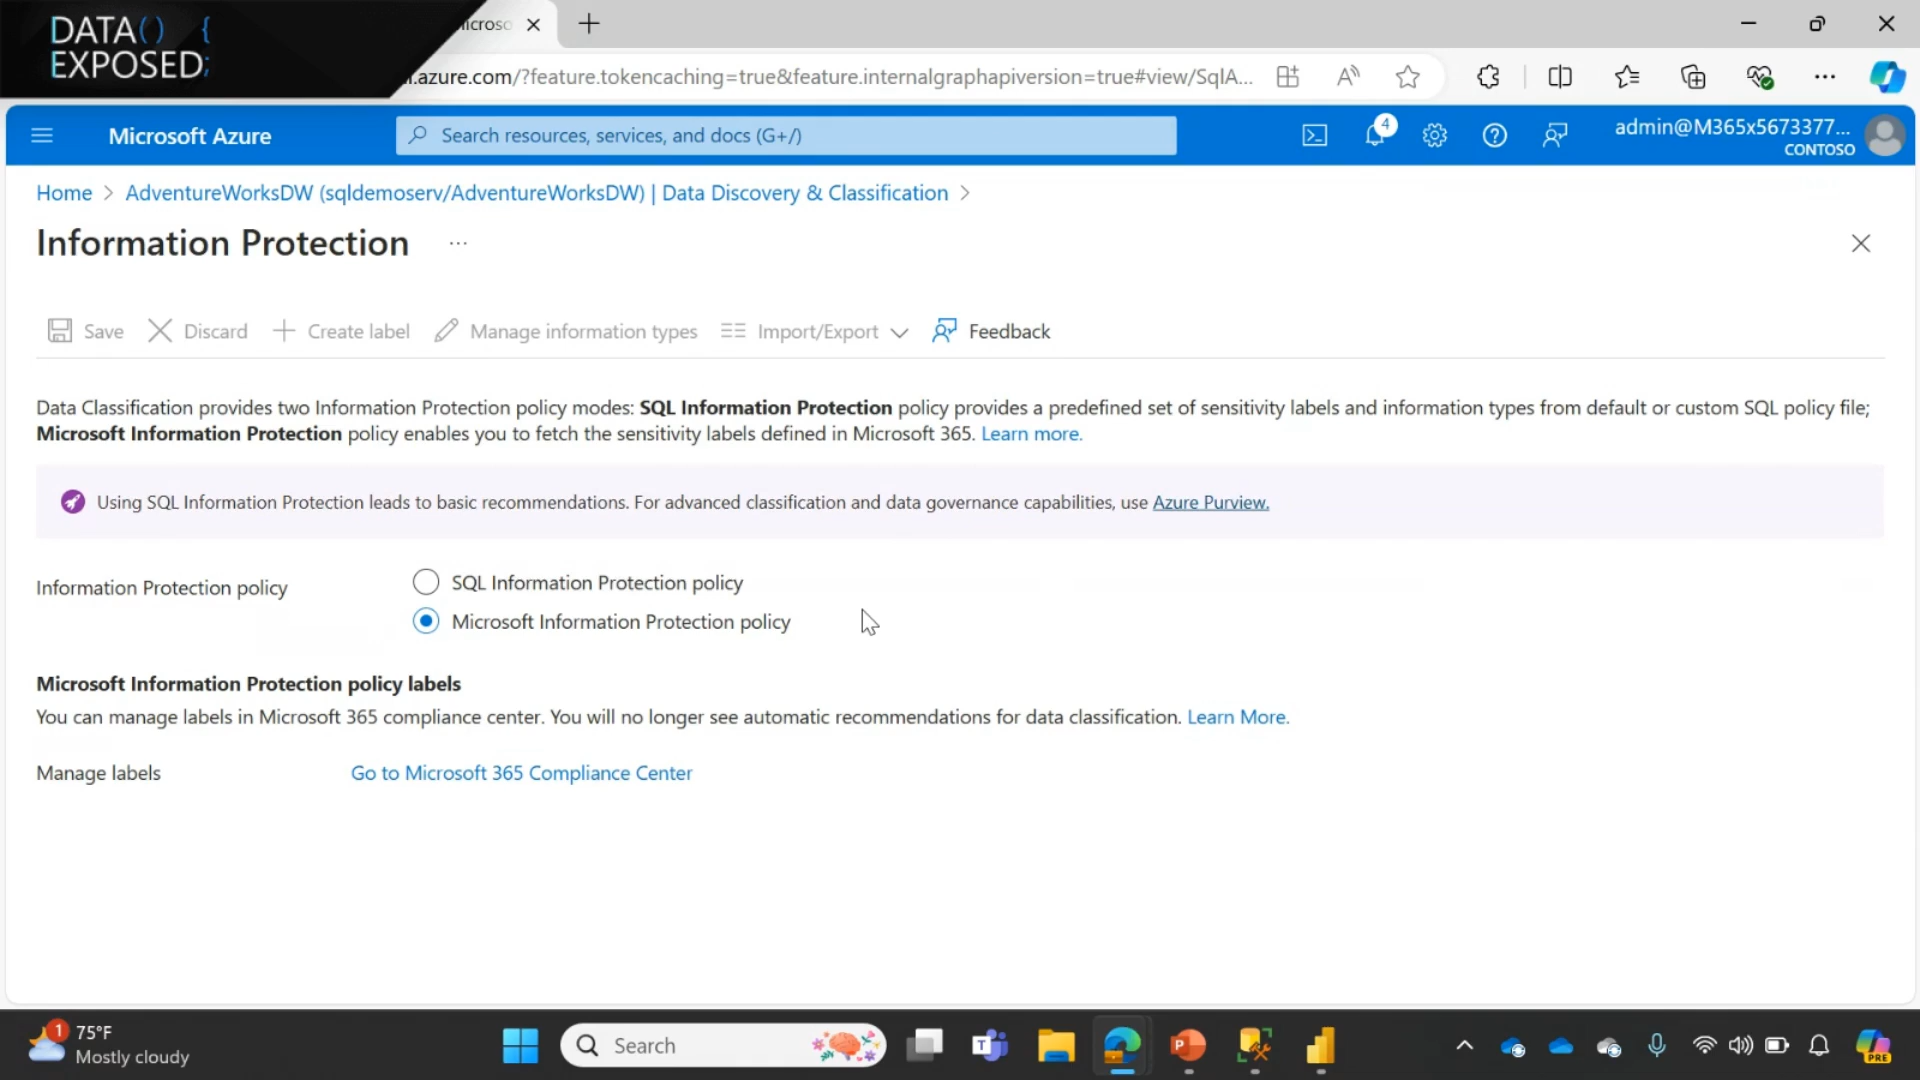 DATA() {
EXPOSED;
.azure.com/?feature.tokencaching=true&feature.internalgraphapiversion=true#view/SqlA...
Microsoft Azure
Search resources, services, and docs (G+/)
4
admin@M365x5673377...
CONTOSO
Home > AdventureWorksDW (sqldemoserv/AdventureWorksDW) | Data Discovery & Classification >
Information Protection ...
Save Discard Create label Manage information types Import/Export Feedback
Data Classification provides two Information Protection policy modes: SQL Information Protection policy provides a predefined set of sensitivity labels and information types from default or custom SQL policy file;
Microsoft Information Protection policy enables you to fetch the sensitivity labels defined in Microsoft 365. Learn more.
Using SQL Information Protection leads to basic recommendations. For advanced classification and data governance capabilities, use Azure Purview.
Information Protection policy
SQL Information Protection policy
Microsoft Information Protection policy
Microsoft Information Protection policy labels
You can manage labels in Microsoft 365 compliance center. You will no longer see automatic recommendations for data classification. Learn More.
Manage labels Go to Microsoft 365 Compliance Center
1
75°F
Mostly cloudy
Search
PRE